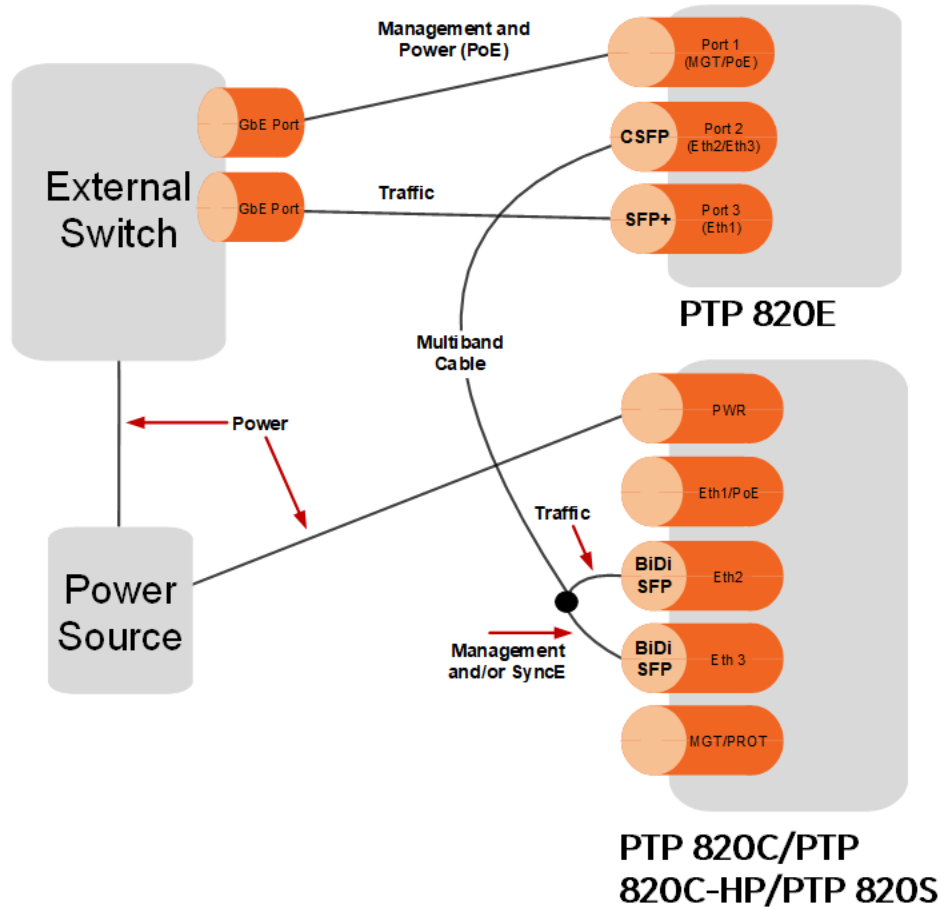 Management and
Power (PoE)
Port 1
(MGT/PoE)
GbE Port
CSFP
Port 2
(Eth2/Eth3)
External
Switch
GbE Port
Traffic
SFP+
Port 3
(Eth1)
PTP 820E
Multiband
Cable
PWR
Power
Eth1/PoE
Traffic
BiDi
SFP
Eth2
Power
Source
BiDi
SFP
Eth 3
Management
and/or SyncE
MGT/PROT
PTP 820C/PTP
820C-HP/PTP 820S